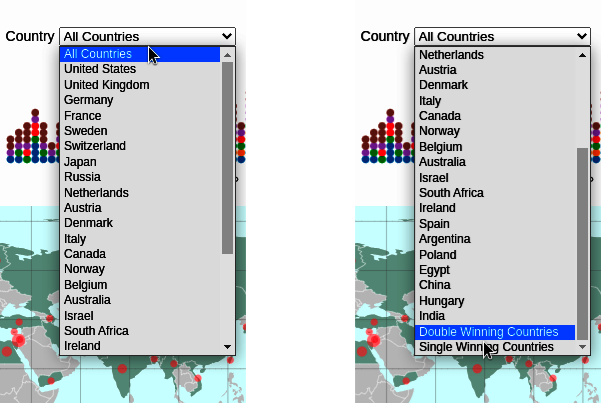 Country All Countries
All Countries
United States
United Kingdom
Germany
France
Sweden
Switzerland
Japan
Russia
Netherlands
Austria
Denmark
Italy
Canada
Norway
Belgium
Australia
Israel
South Africa
Ireland
Country All Countries
Netherlands
Austria
Denmark
Italy
Canada
Norway
Belgium
Australia
Israel
South Africa
Ireland
Spain
Argentina
Poland
Egypt
China
Hungary
India
Double Winning Countries
Single Winning Countries